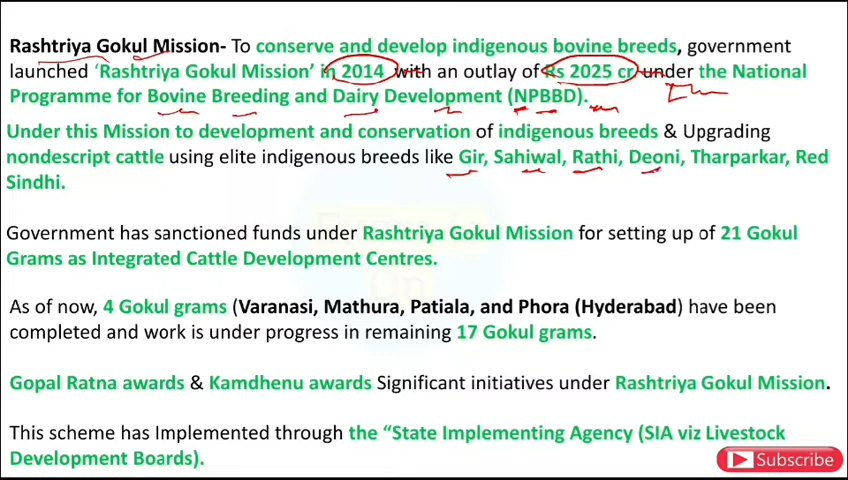 Rashtriya Gokul Mission- To conserve and develop indigenous bovine breeds, government
launched ‘Rashtriya Gokul Mission’ in 2014 with an outlay of Rs 2025 cr under the National
Programme for Bovine Breeding and Dairy Development (NPBBD).
Under this Mission to development and conservation of indigenous breeds & Upgrading
nondescript cattle using elite indigenous breeds like Gir, Sahiwal, Rathi, Deoni, Tharparkar, Red
Sindhi.
Government has sanctioned funds under Rashtriya Gokul Mission for setting up of 21 Gokul
Grams as Integrated Cattle Development Centres.
As of now, 4 Gokul grams (Varanasi, Mathura, Patiala, and Phora (Hyderabad) have been
completed and work is under progress in remaining 17 Gokul grams.
Gopal Ratna awards & Kamdhenu awards Significant initiatives under Rashtriya Gokul Mission.
This scheme has Implemented through the “State Implementing Agency (SIA viz Livestock
Development Boards).
Subscribe